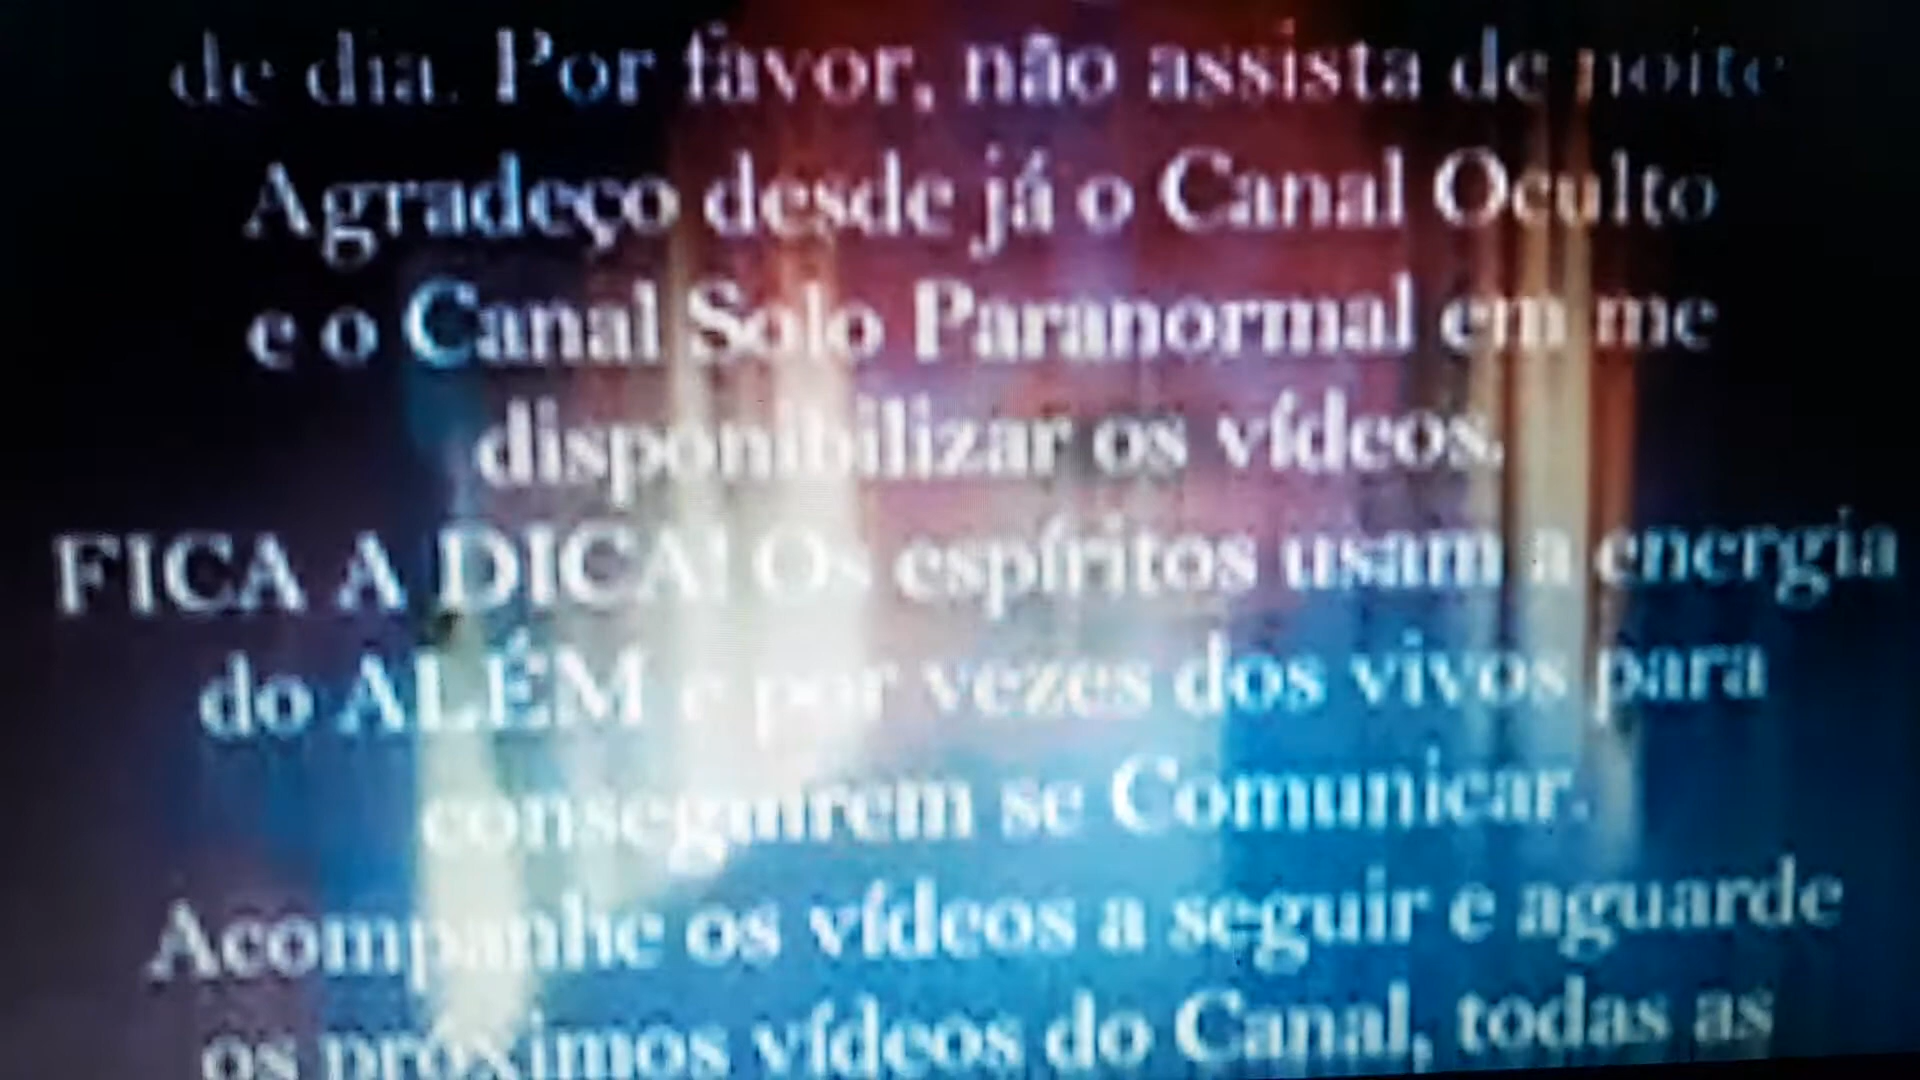 de dia. Por favor, não assista de noite
Agradeço desde já o Canal Oculto
e o Canal Solo Paranormal em me
disponibilizar os vídeos.
FICA A DICA! Os espíritos usam a energia
do ALÉM e por vezes dos vivos para
conseguirem se Comunicar.
Acompanhe os vídeos a seguir e aguarde
os próximos vídeos do Canal, todas as